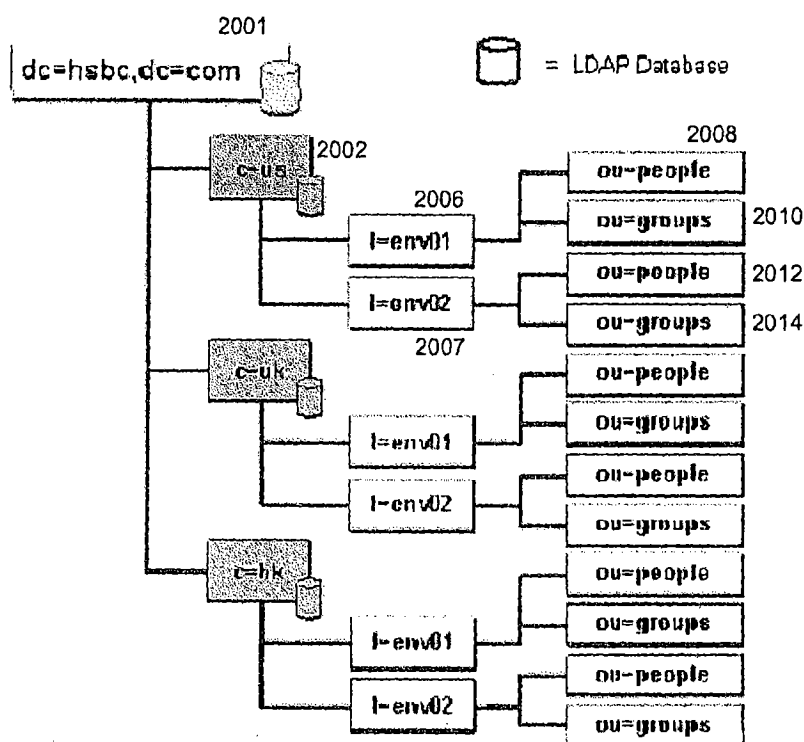 2001
dc=hsbc,dc=com
= LDAP Database
2008
c=us
2002
ou=people
2006
ou=groups
2010
l=env01
ou=people
2012
l=env02
ou=groups
2014
2007
c=uk
ou=people
l=env01
ou=groups
l=env02
ou=people
ou=groups
c=hk
ou=people
l=env01
ou=groups
l=env02
ou=people
ou=groups